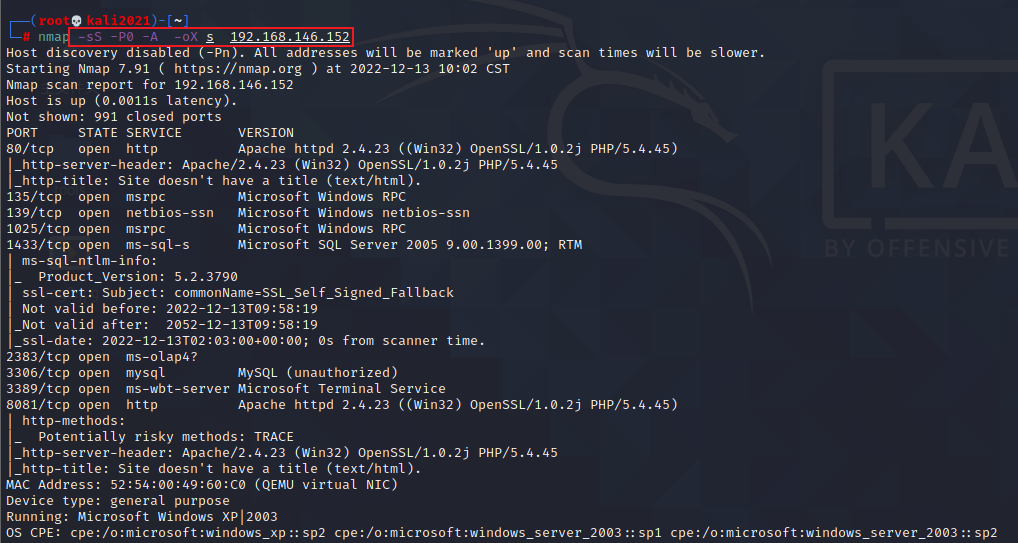 ┌──(root💀kali2021)-[~]
└─# nmap -sS -P0 -A  -oX s  192.168.146.152
Host discovery disabled (-Pn). All addresses will be marked 'up' and scan times will be slower.
Starting Nmap 7.91 ( https://nmap.org ) at 2022-12-13 10:02 CST
Nmap scan report for 192.168.146.152
Host is up (0.0011s latency).
Not shown: 991 closed ports
PORT     STATE SERVICE       VERSION
80/tcp   open  http          Apache httpd 2.4.23 ((Win32) OpenSSL/1.0.2j PHP/5.4.45)
|_http-server-header: Apache/2.4.23 (Win32) OpenSSL/1.0.2j PHP/5.4.45
|_http-title: Site doesn't have a title (text/html).
135/tcp  open  msrpc         Microsoft Windows RPC
139/tcp  open  netbios-ssn   Microsoft Windows netbios-ssn
1025/tcp open  msrpc         Microsoft Windows RPC
1433/tcp open  ms-sql-s      Microsoft SQL Server 2005 9.00.1399.00; RTM
| ms-sql-ntlm-info:
|_  Product_Version: 5.2.3790
| ssl-cert: Subject: commonName=SSL_Self_Signed_Fallback
| Not valid before: 2022-12-13T09:58:19
|_Not valid after:  2052-12-13T09:58:19
|_ssl-date: 2022-12-13T02:03:00+00:00; 0s from scanner time.
2383/tcp open  ms-olap4?
3306/tcp open  mysql         MySQL (unauthorized)
3389/tcp open  ms-wbt-server Microsoft Terminal Service
8081/tcp open  http          Apache httpd 2.4.23 ((Win32) OpenSSL/1.0.2j PHP/5.4.45)
| http-methods:
|_  Potentially risky methods: TRACE
|_http-server-header: Apache/2.4.23 (Win32) OpenSSL/1.0.2j PHP/5.4.45
|_http-title: Site doesn't have a title (text/html).
MAC Address: 52:54:00:49:60:C0 (QEMU virtual NIC)
Device type: general purpose
Running: Microsoft Windows XP|2003
OS CPE: cpe:/o:microsoft:windows_xp::sp2 cpe:/o:microsoft:windows_server_2003::sp1 cpe:/o:microsoft:windows_server_2003::sp2
KA
BY OFFENSIVE